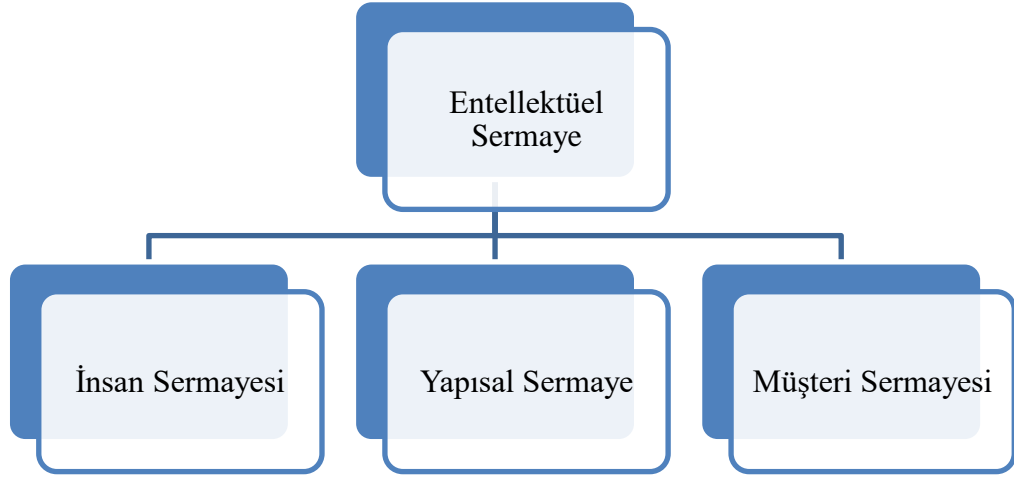 Entellektüel
Sermaye
İnsan Sermayesi
Yapısal Sermaye
Müşteri Sermayesi